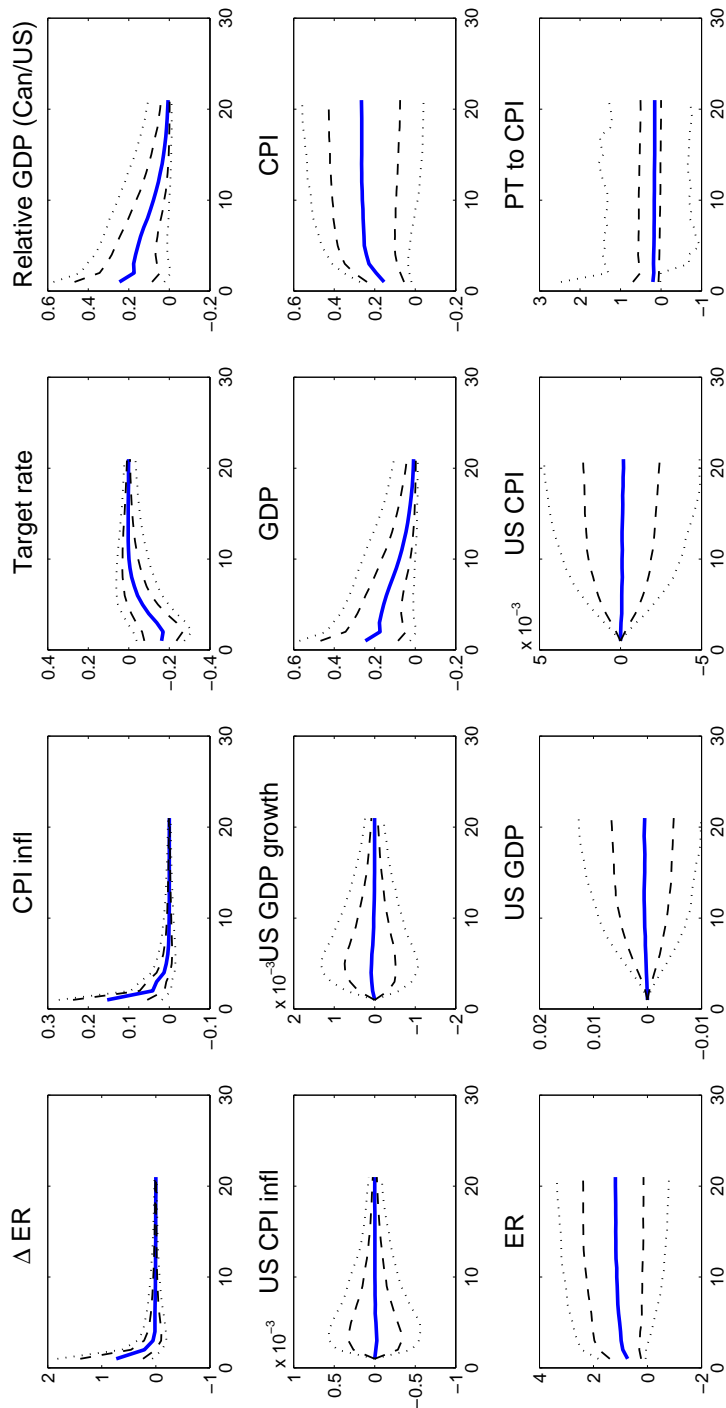 Δ ER
2
1
0
−1
0 10 20 30
CPI infl
0.3
0.2
0.1
0
−0.1
0 10 20 30
Target rate
0.4
0.2
0
−0.2
−0.4
0 10 20 30
Relative GDP (Can/US)
0.6
0.4
0.2
0
−0.2
0 10 20 30
x 10⁻³ US CPI infl
1
0.5
0
−0.5
−1
0 10 20 30
x 10⁻³ US GDP growth
2
1
0
−1
−2
0 10 20 30
GDP
0.6
0.4
0.2
0
−0.2
0 10 20 30
CPI
0.6
0.4
0.2
0
−0.2
0 10 20 30
ER
4
2
0
−2
0 10 20 30
US GDP
0.02
0.01
0
−0.01
0 10 20 30
x 10⁻³ US CPI
5
0
−5
0 10 20 30
PT to CPI
3
2
1
0
−1
0 10 20 30